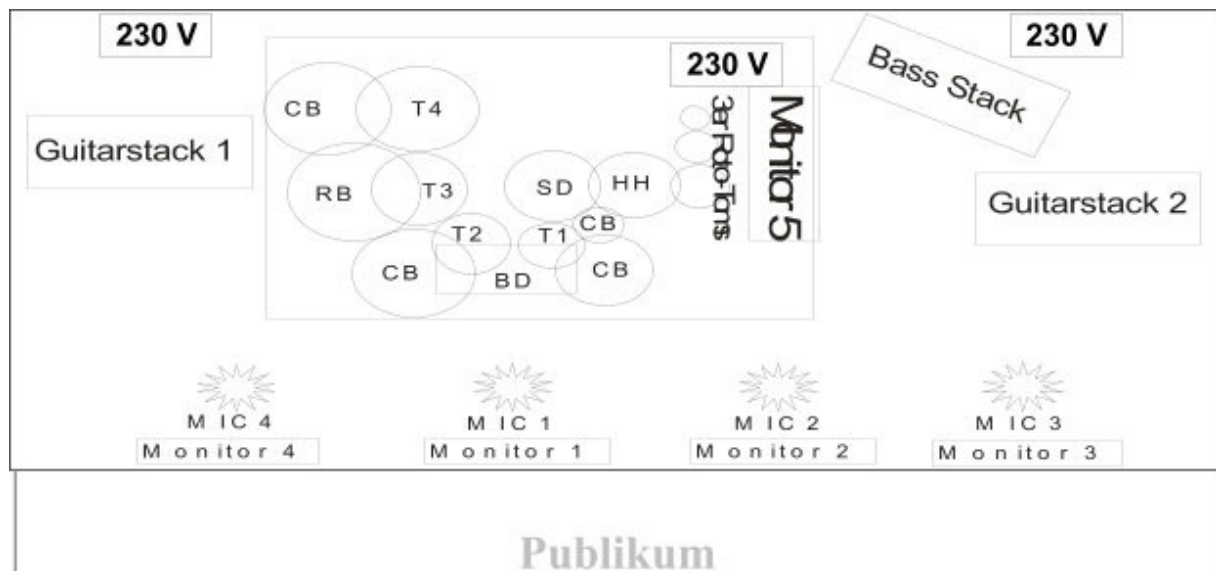 230 V
230 V
230 V
Bass Stack
CB
T4
3er Roto-Toms
Monitor 5
Guitarstack 1
RB
T3
SD
HH
Guitarstack 2
T2
T1
CB
CB
BD
CB
MIC 4
MIC 1
MIC 2
MIC 3
Monitor 4
Monitor 1
Monitor 2
Monitor 3
Publikum